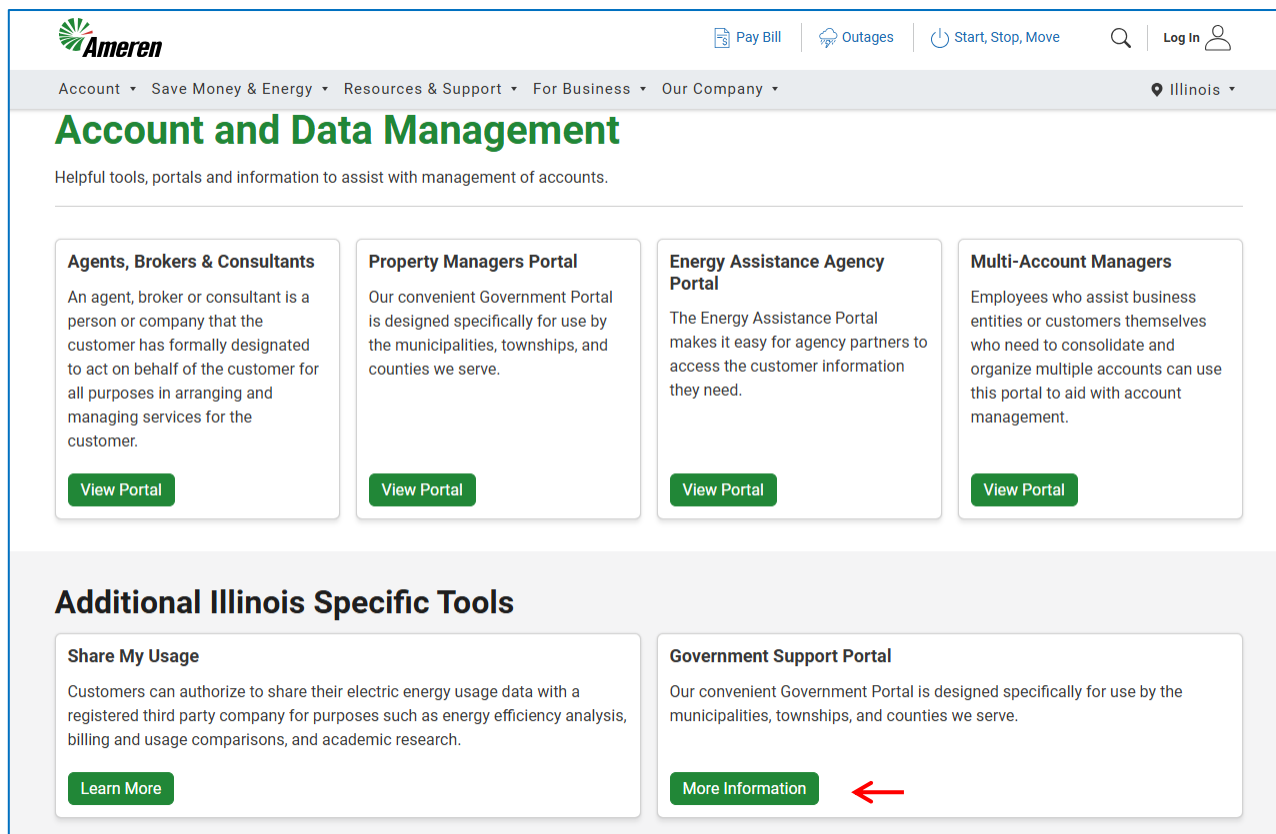 Ameren
Pay Bill
Outages
Start, Stop, Move
Log In
Account
Save Money & Energy
Resources & Support
For Business
Our Company
Illinois
Account and Data Management
Helpful tools, portals and information to assist with management of accounts.
Agents, Brokers & Consultants
An agent, broker or consultant is a
person or company that the
customer has formally designated
to act on behalf of the customer for
all purposes in arranging and
managing services for the
customer.
View Portal
Property Managers Portal
Our convenient Government Portal
is designed specifically for use by
the municipalities, townships, and
counties we serve.
View Portal
Energy Assistance Agency
Portal
The Energy Assistance Portal
makes it easy for agency partners to
access the customer information
they need.
View Portal
Multi-Account Managers
Employees who assist business
entities or customers themselves
who need to consolidate and
organize multiple accounts can use
this portal to aid with account
management.
View Portal
Additional Illinois Specific Tools
Share My Usage
Customers can authorize to share their electric energy usage data with a
registered third party company for purposes such as energy efficiency analysis,
billing and usage comparisons, and academic research.
Learn More
Government Support Portal
Our convenient Government Portal is designed specifically for use by the
municipalities, townships, and counties we serve.
More Information